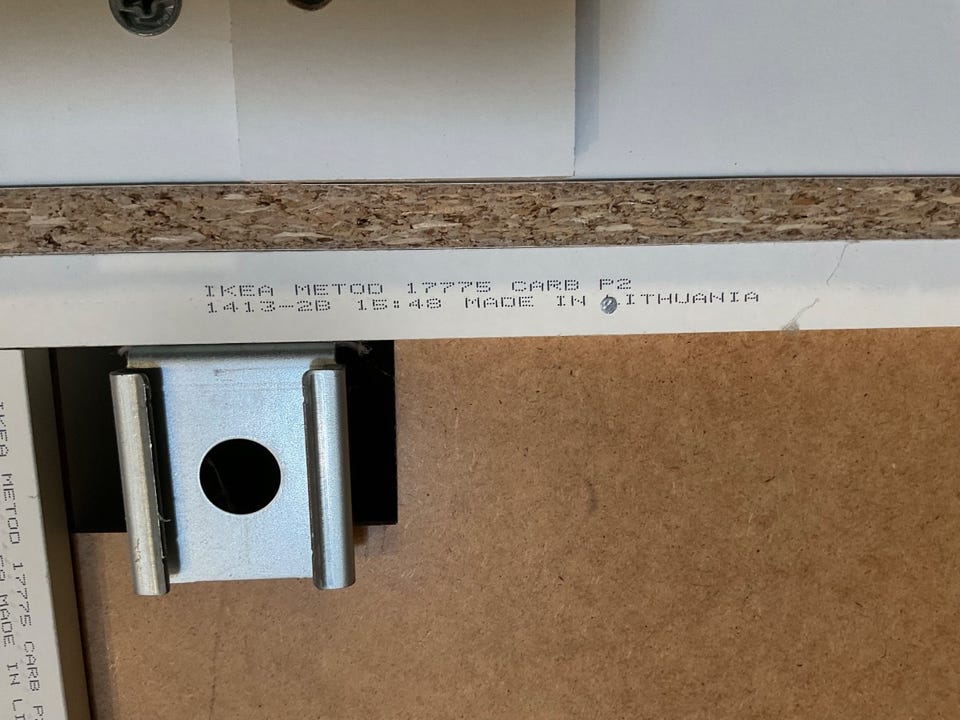 IKEA METOD 17775 CARB P2
1413-2B 15:48 MADE IN LITHUANIA
IKEA METOD 17775 CARB
MADE IN